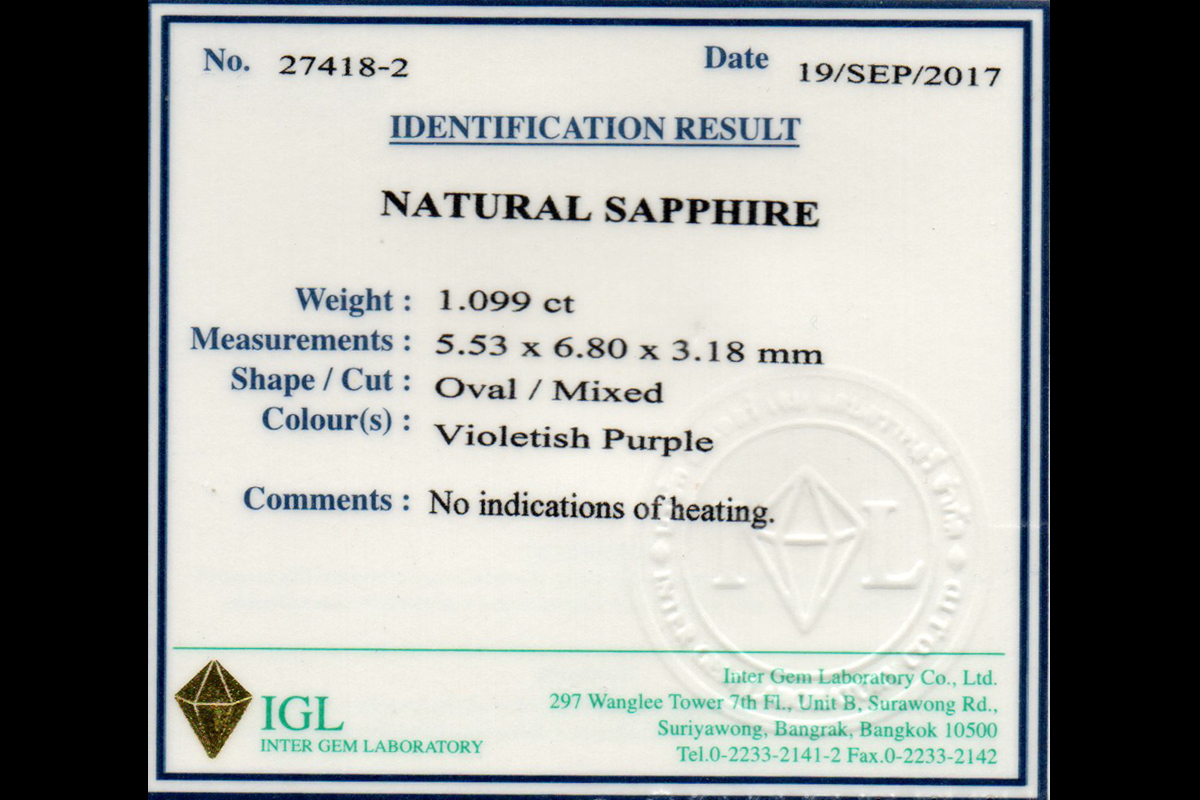 No. 27418-2 Date 19/SEP/2017
IDENTIFICATION RESULT
NATURAL SAPPHIRE
Weight : 1.099 ct
Measurements : 5.53 x 6.80 x 3.18 mm
Shape / Cut : Oval / Mixed
Colour(s) : Violetish Purple
Comments : No indications of heating.
I L
IGL
INTER GEM LABORATORY
Inter Gem Laboratory Co., Ltd.
297 Wanglee Tower 7th Fl., Unit B, Surawong Rd.,
Suriyawong, Bangrak, Bangkok 10500
Tel.0-2233-2141-2 Fax.0-2233-2142